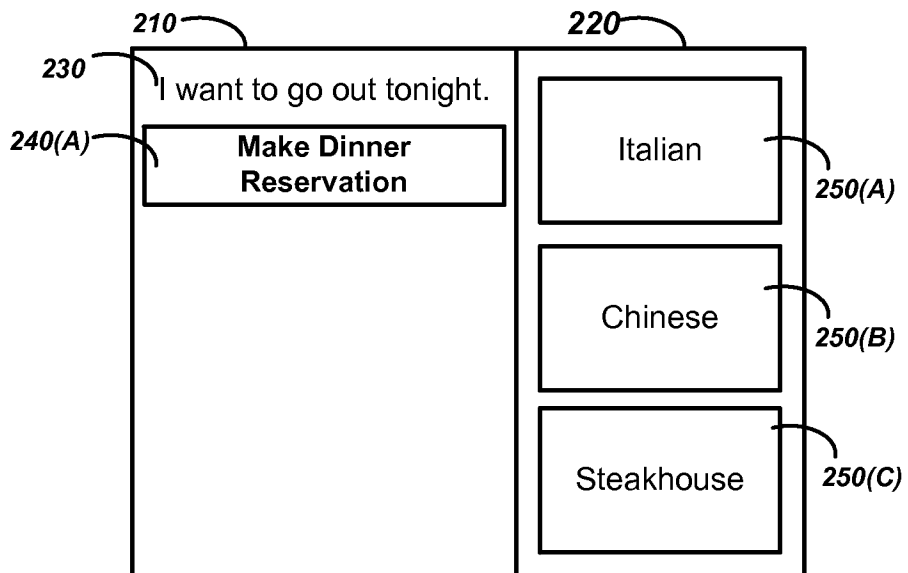 210
220
230
I want to go out tonight.
240(A)
Make Dinner
Reservation
Italian
250(A)
Chinese
250(B)
Steakhouse
250(C)